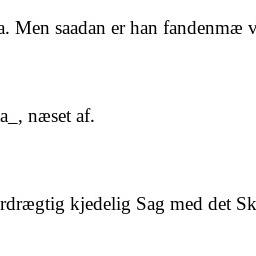 a. Men saadan er han fandenmæ v
a_, næset af.
rdrægtig kjedelig Sag med det Sk